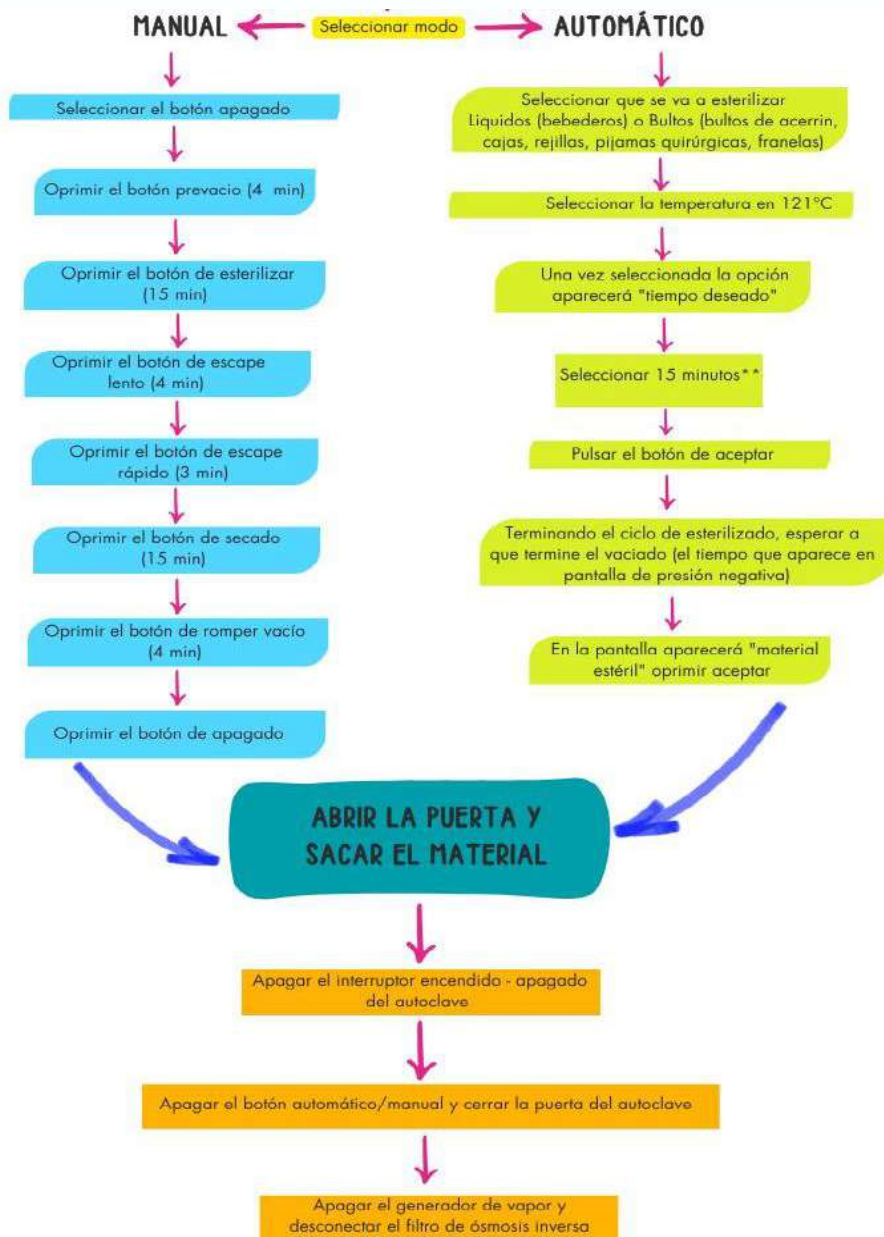 Seleccionar modo
MANUAL
Seleccionar el botón apagado
Oprimir el botón prevacio (4 min)
Oprimir el botón de esterilizar
(15 min)
Oprimir el botón de escape
lento (4 min)
Oprimir el botón de escape
rápido (3 min)
Oprimir el botón de secado
(15 min)
Oprimir el botón de romper vacío
(4 min)
Oprimir el botón de apagado
AUTOMÁTICO
Seleccionar que se va a esterilizar
Liquidos (bebederos) o Bultos (bultos de acerrin,
cajas, rejillas, pijamas quirúrgicas, franelas)
Seleccionar la temperatura en 121°C
Una vez seleccionada la opción
aparecerá "tiempo deseado"
Seleccionar 15 minutos**
Pulsar el botón de aceptar
Terminando el ciclo de esterilizado, esperar a
que termine el vaciado (el tiempo que aparece en
pantalla de presión negativa)
En la pantalla aparecerá "material
estéril" oprimir aceptar
ABRIR LA PUERTA Y
SACAR EL MATERIAL
Apagar el interruptor encendido - apagado
del autoclave
Apagar el botón automático/manual y cerrar la puerta del autoclave
Apagar el generador de vapor y
desconectar el filtro de ósmosis inversa